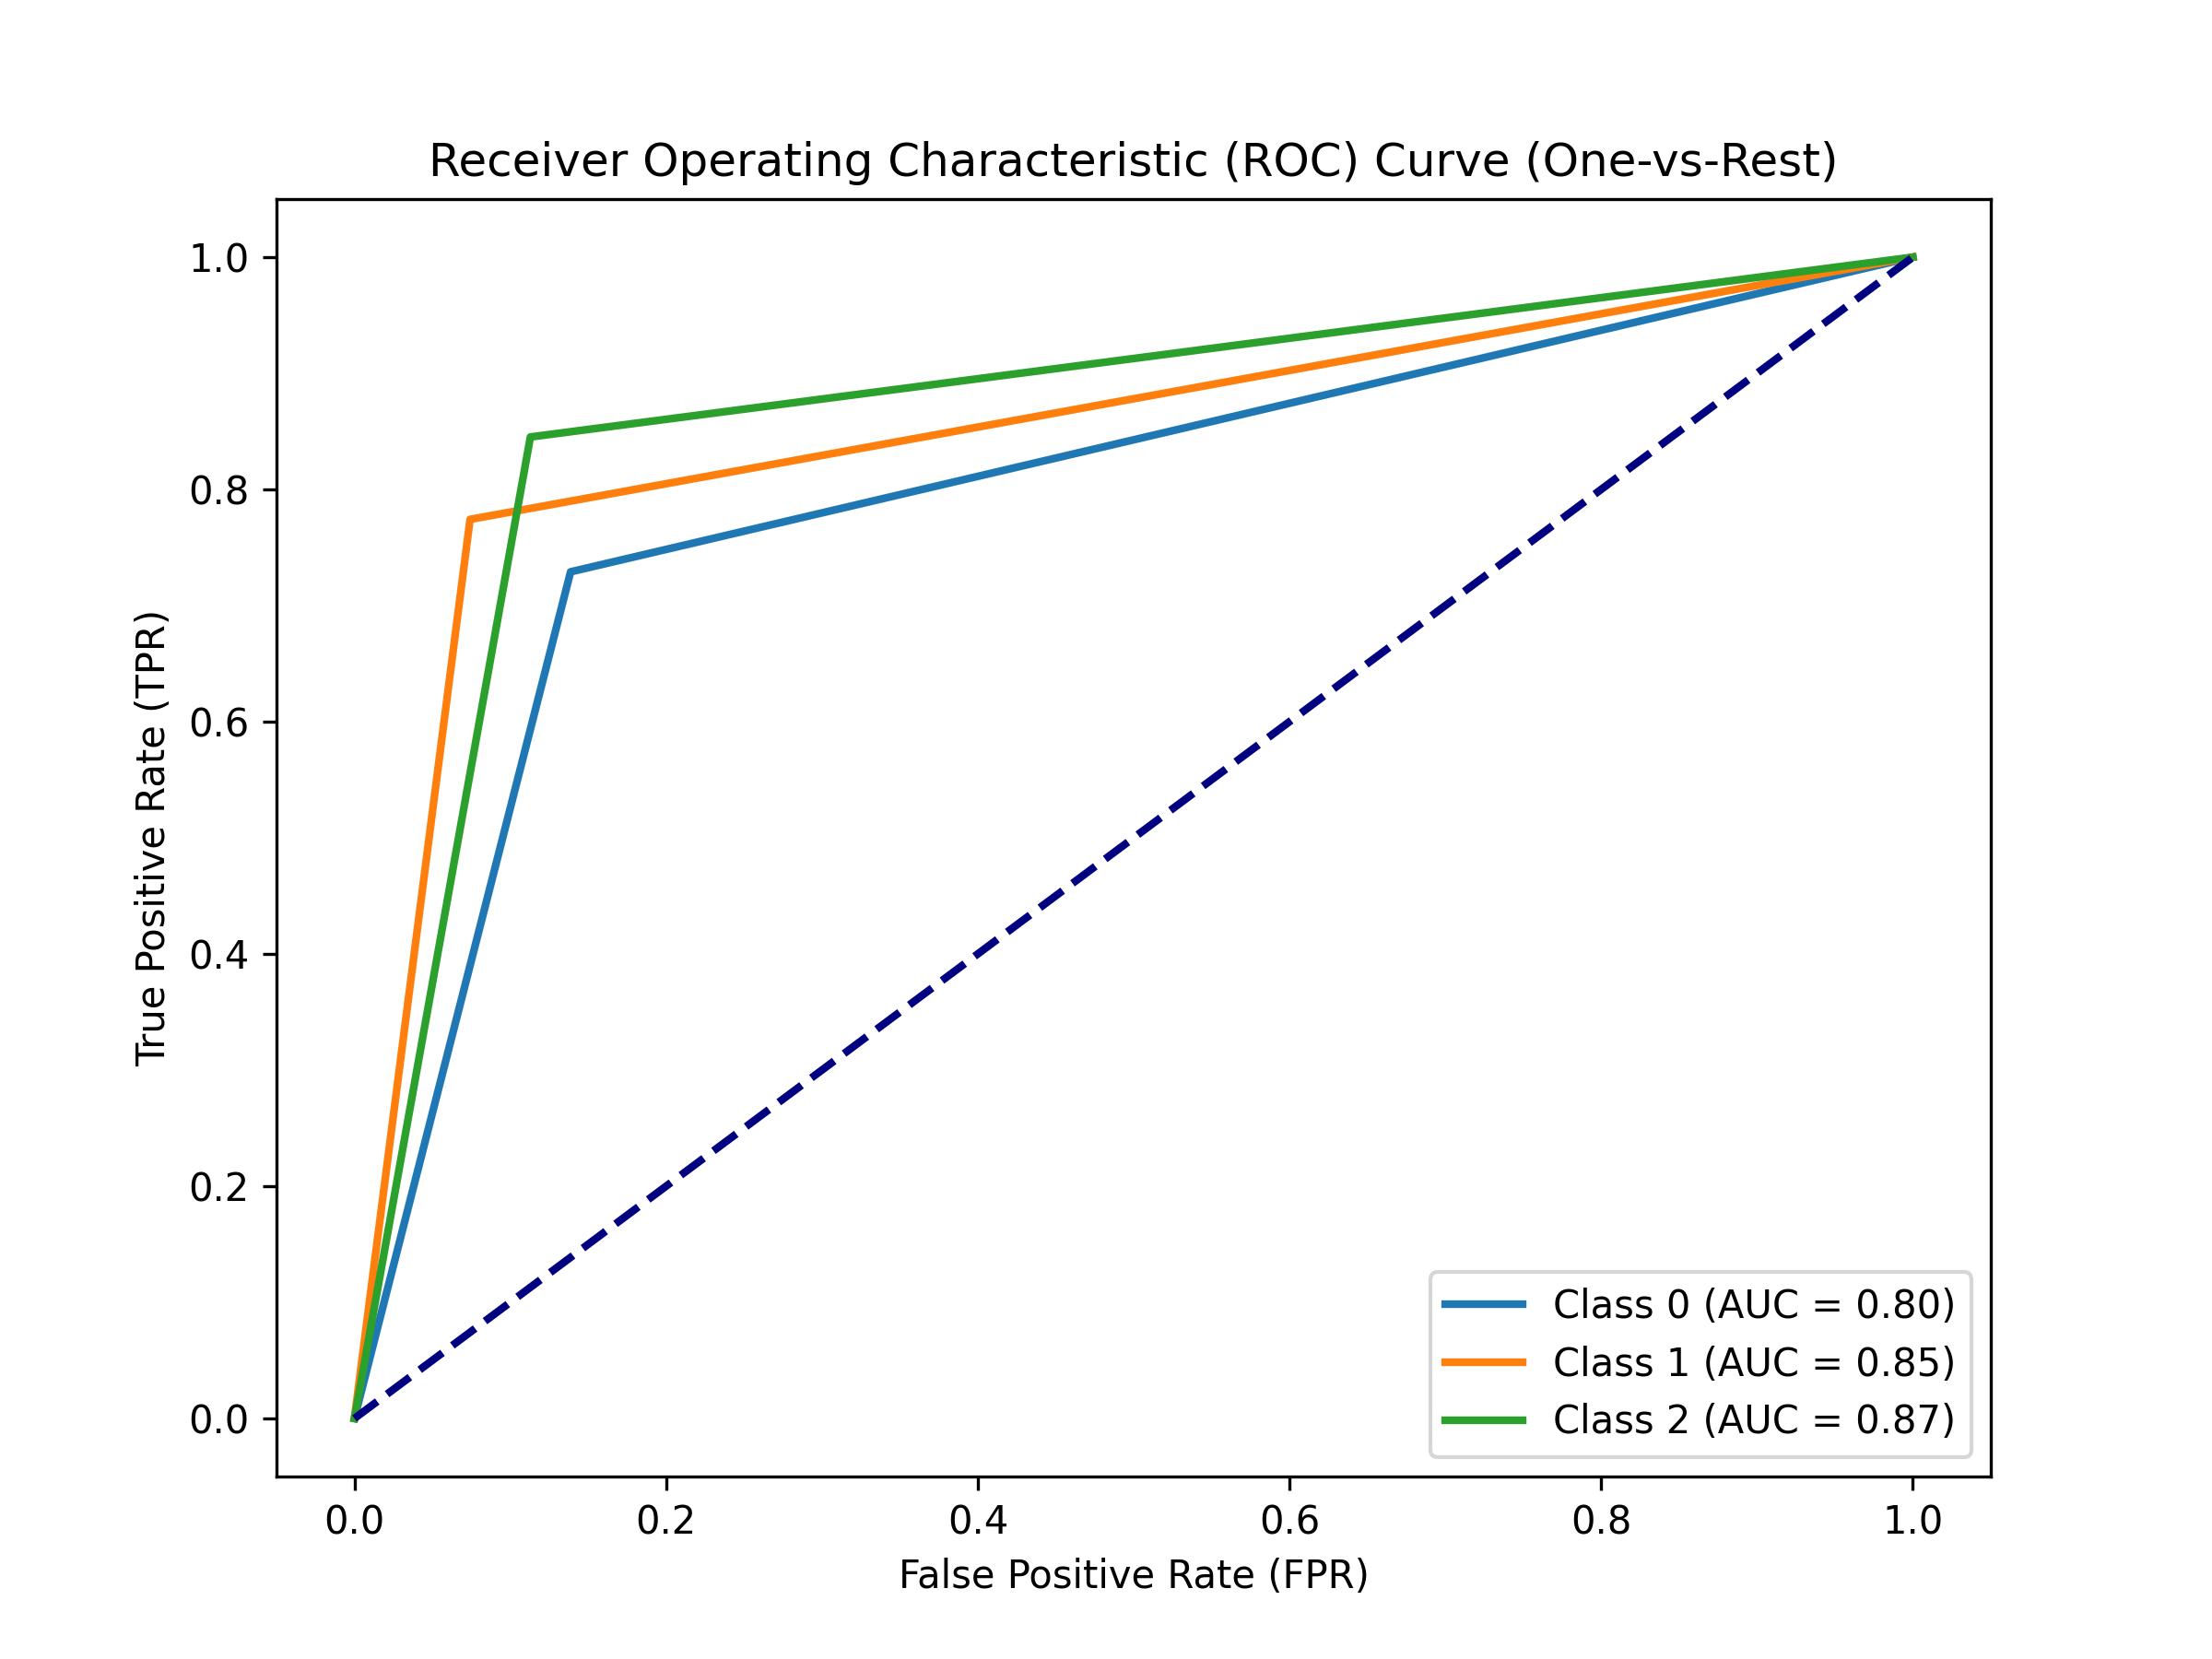 Receiver Operating Characteristic (ROC) Curve (One-vs-Rest)
True Positive Rate (TPR)
1.0
0.8
0.6
0.4
0.2
0.0
Class 0 (AUC = 0.80)
Class 1 (AUC = 0.85)
Class 2 (AUC = 0.87)
0.0 0.2 0.4 0.6 0.8 1.0
False Positive Rate (FPR)